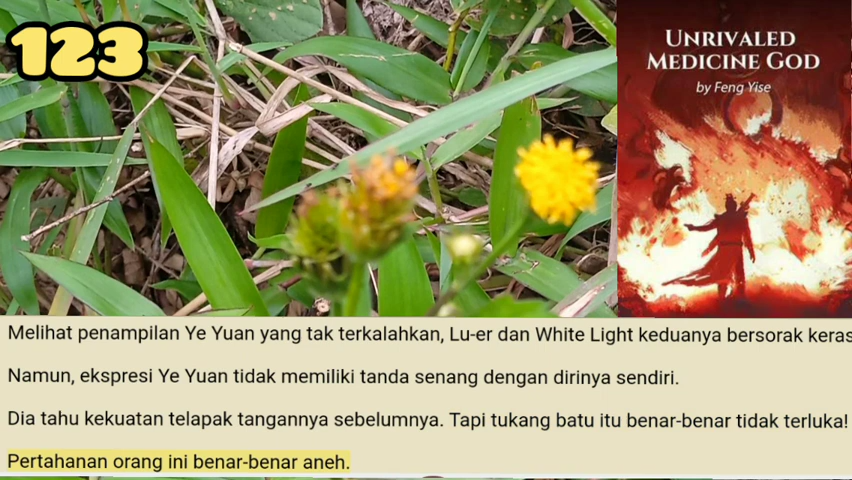 123
UNRIVALED
MEDICINE GOD
by Feng Yise
Melihat penampilan Ye Yuan yang tak terkalahkan, Lu-er dan White Light keduanya bersorak keras
Namun, ekspresi Ye Yuan tidak memiliki tanda senang dengan dirinya sendiri.
Dia tahu kekuatan telapak tangannya sebelumnya. Tapi tukang batu itu benar-benar tidak terluka!
Pertahanan orang ini benar-benar aneh.